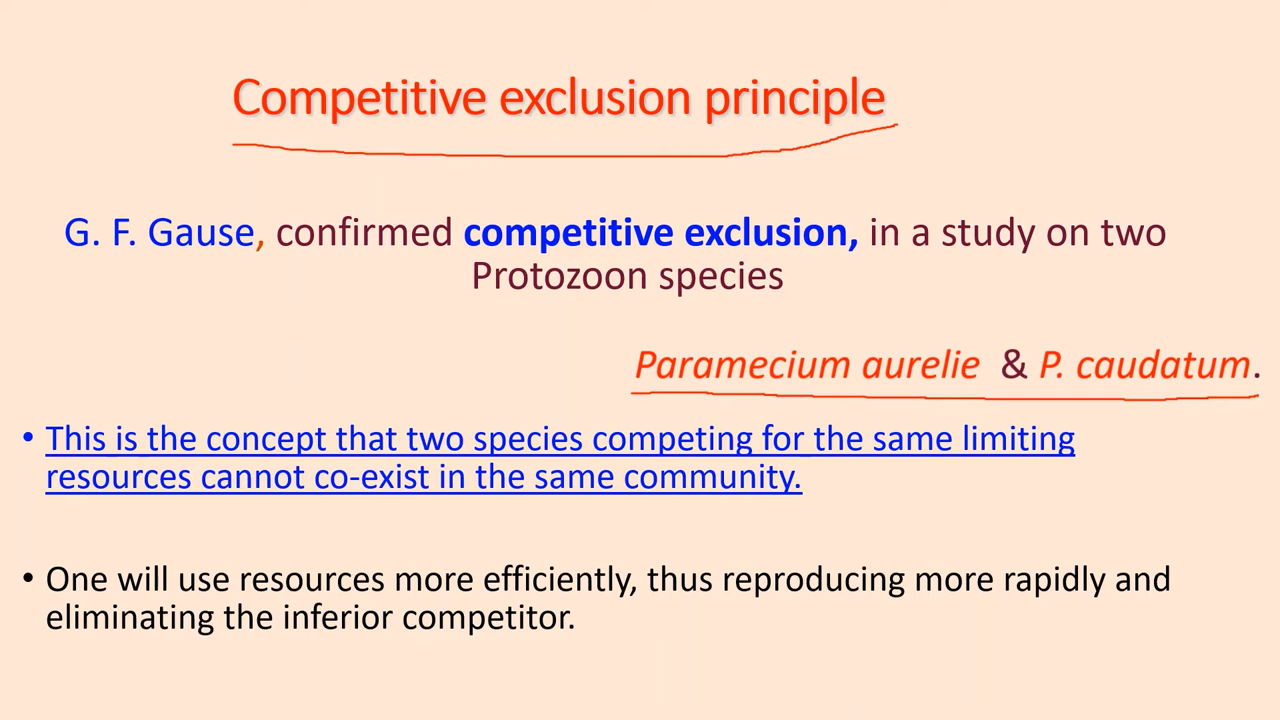 Competitive exclusion principle
G. F. Gause, confirmed competitive exclusion, in a study on two
Protozoon species
Paramecium aurelie & P. caudatum.
• This is the concept that two species competing for the same limiting
resources cannot co-exist in the same community.
• One will use resources more efficiently, thus reproducing more rapidly and
eliminating the inferior competitor.